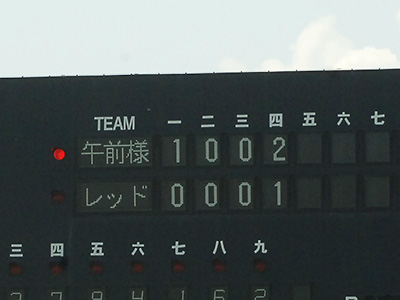 TEAM 一 二 三 四 五 六 七
午前様 1 0 0 2
レッド 0 0 0 1
三 四 五 六 七 八 九